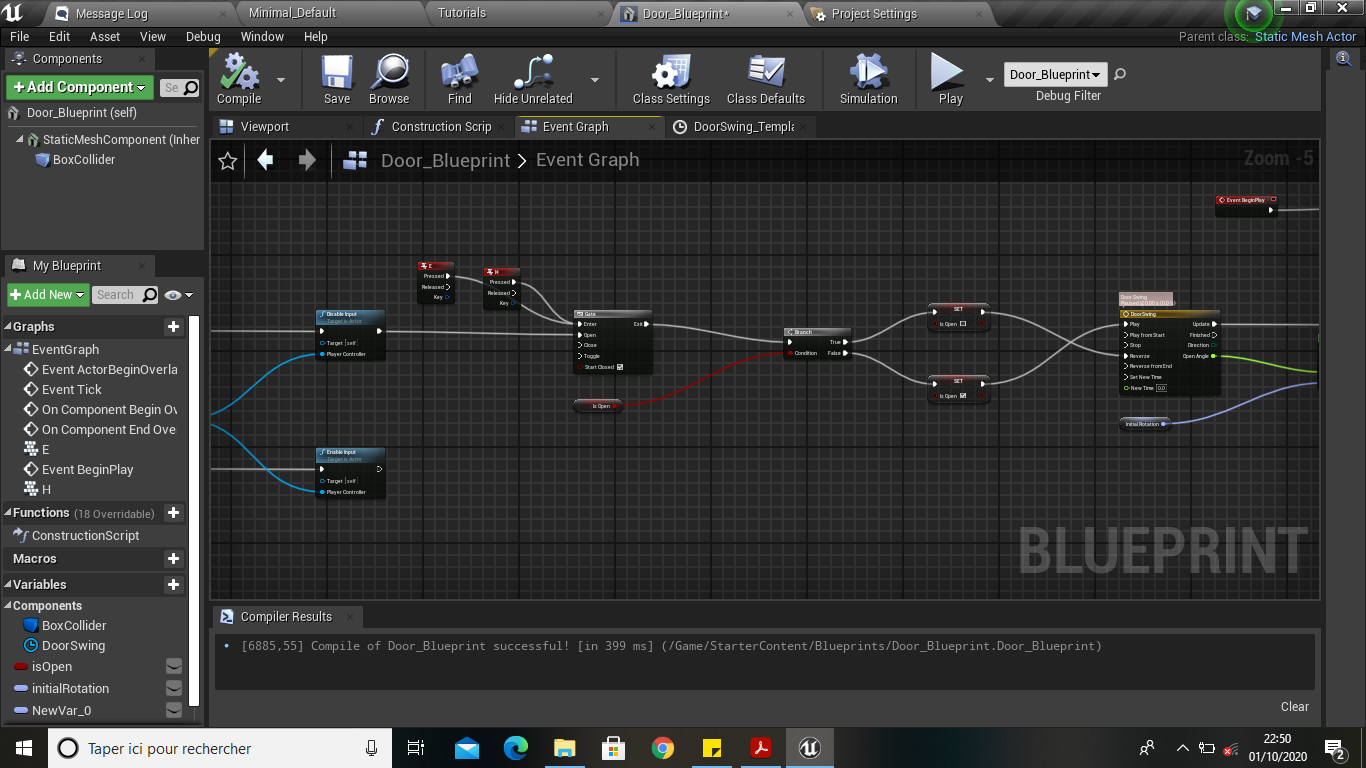 Message Log
Minimal_Default
Tutorials
Door_Blueprint*
Project Settings
File Edit Asset View Debug Window Help
Parent class: Static Mesh Actor
Components
+Add Component
Se
Door_Blueprint (self)
StaticMeshComponent (Inher
BoxCollider
Compile
Save
Browse
Find
Hide Unrelated
Class Settings
Class Defaults
Simulation
Play
Door_Blueprint
Debug Filter
Viewport
Construction Scrip
Event Graph
DoorSwing_Templa
Door_Blueprint > Event Graph
Zoom -5
My Blueprint
+Add New
Search
Graphs
EventGraph
Event ActorBeginOverla
Event Tick
On Component Begin Ov
On Component End Ove
E
Event BeginPlay
H
Functions (18 Overridable)
ConstructionScript
Macros
Variables
Components
BoxCollider
DoorSwing
isOpen
initialRotation
NewVar_0
Event BeginPlay
E
Pressed
Released
Key
H
Pressed
Released
Key
Disable Input
Target is Actor
Target self
Player Controller
Gate
Enter Exit
Open
Close
Toggle
Start Closed
Is Open
Branch
True
Condition False
SET
Is Open
SET
Is Open
Door Swing
DoorSwing
Play Update
Play from Start Finished
Stop Direction
Reverse Open Angle
Reverse from End
Set New Time
New Time 0.0
InitialRotation
Enable Input
Target is Actor
Target self
Player Controller
BLUEPRINT
Compiler Results
[6885,55] Compile of Door_Blueprint successful! [in 399 ms] (/Game/StarterContent/Blueprints/Door_Blueprint.Door_Blueprint)
Clear
Taper ici pour rechercher
22:50
01/10/2020
2